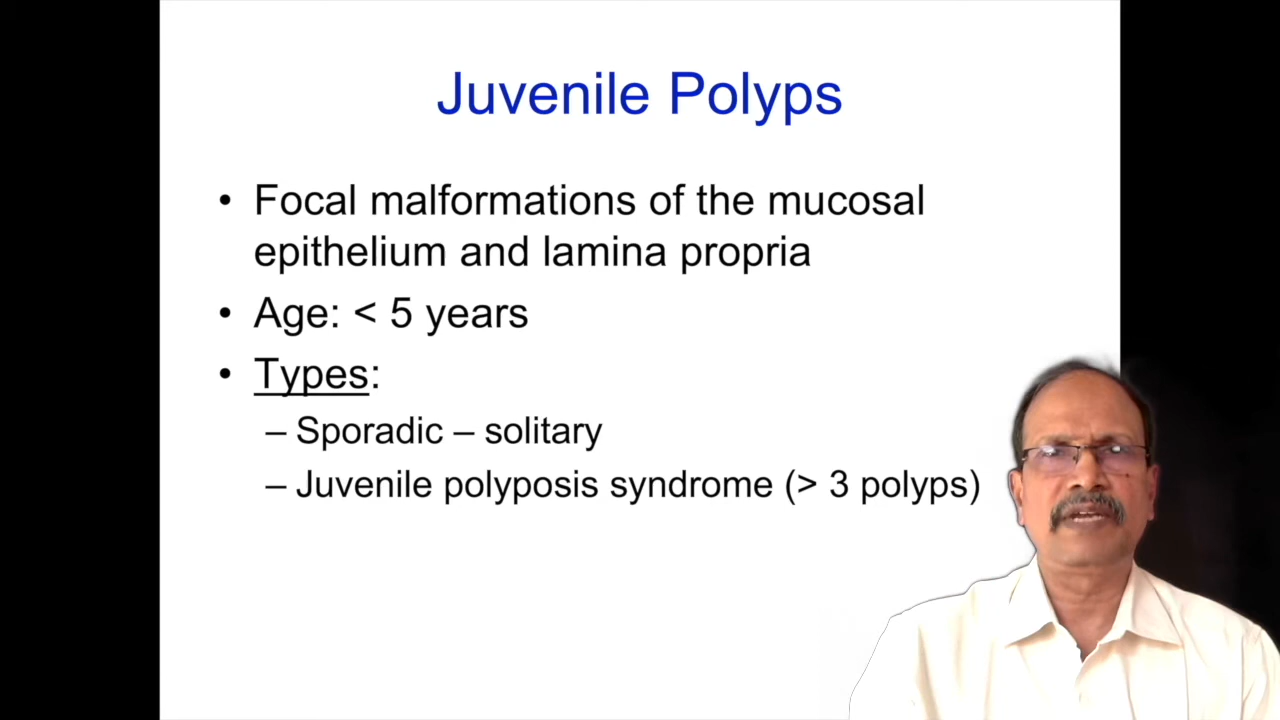 Juvenile Polyps
• Focal malformations of the mucosal
epithelium and lamina propria
• Age: < 5 years
• Types:
– Sporadic – solitary
– Juvenile polyposis syndrome (> 3 polyps)